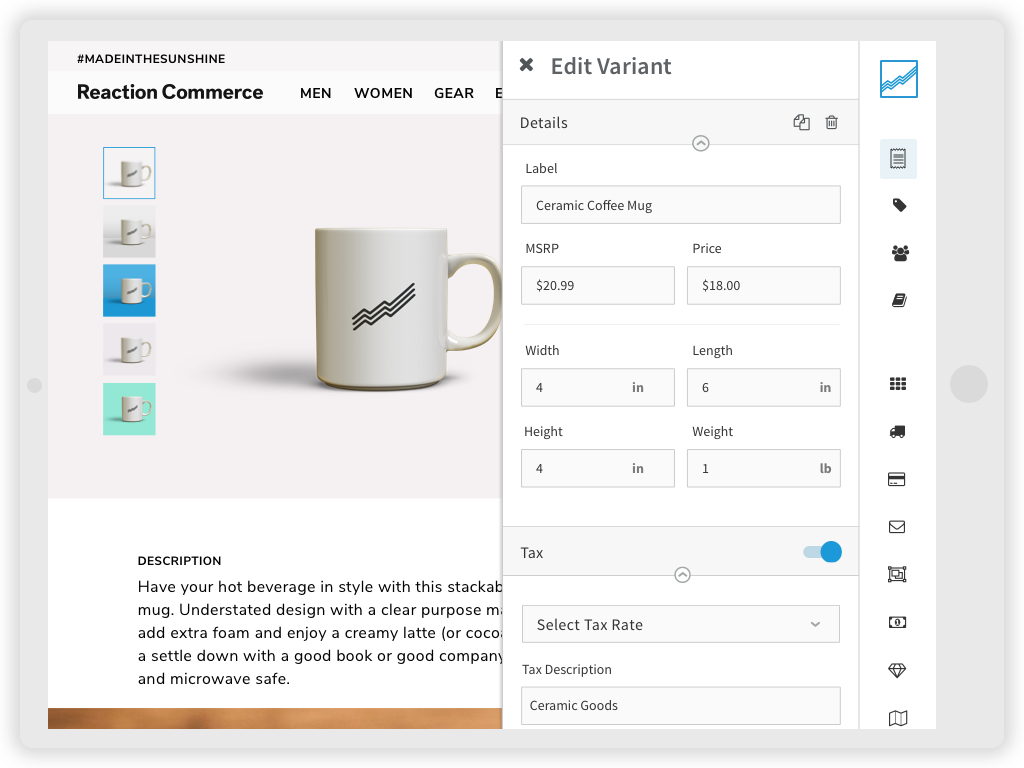 #MADEINTHESUNSHINE
Reaction Commerce MEN WOMEN GEAR
DESCRIPTION
Have your hot beverage in style with this
mug. Understated design with a clear purpose
add extra foam and enjoy a creamy latte (or
a settle down with a good book or good company
and microwave safe.
Edit Variant
Details
Label
Ceramic Coffee Mug
MSRP Price
$20.99 $18.00
Width Length
4 in 6 in
Height Weight
4 in 1 lb
Tax
Select Tax Rate
Tax Description
Ceramic Goods